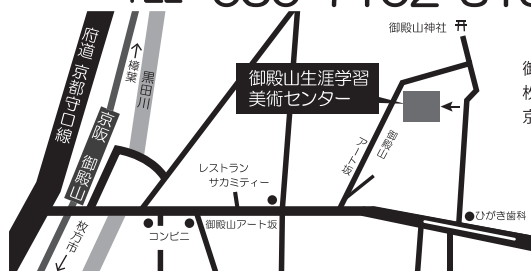 御殿山神社
府道 京都守口線
樟葉
黒田川
御殿山生涯学習
美術センター
京阪 御殿山
御殿山
アート坂
レストラン
サカミティー
コンビニ
御殿山アート坂
ひがき歯科
枚方市